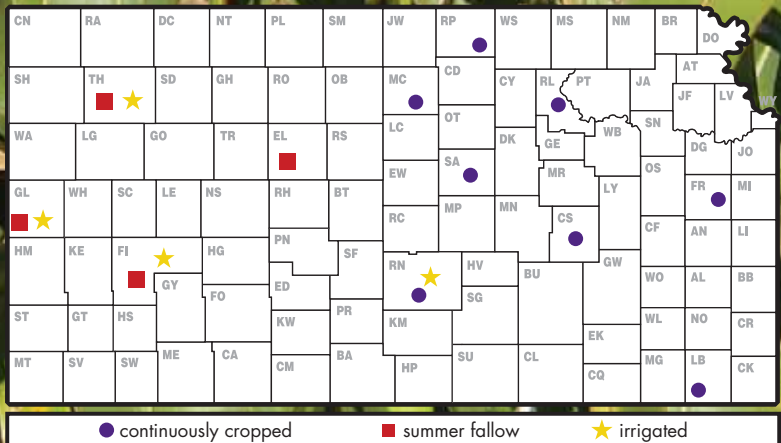 CN RA DC NT PL SM JW RP WS MS NM BR DO
SH TH SD GH RO OB MC CD CY RL PT JA AT
JF LV WY
WA LG GO TR EL RS LC OT DK GE WB SN DG JO
GL WH SC LE NS RH BT EW SA MR LY OS FR MI
HM KE FI HG PN SF RC MP MN CS CF AN LI
GY FO ED RN HV SG BU GW WO AL BB
ST GT HS KW PR KM EK WL NO CR
MT SV SW ME CA CM BA HP SU CL CQ MG LB CK
continuously cropped summer fallow irrigated